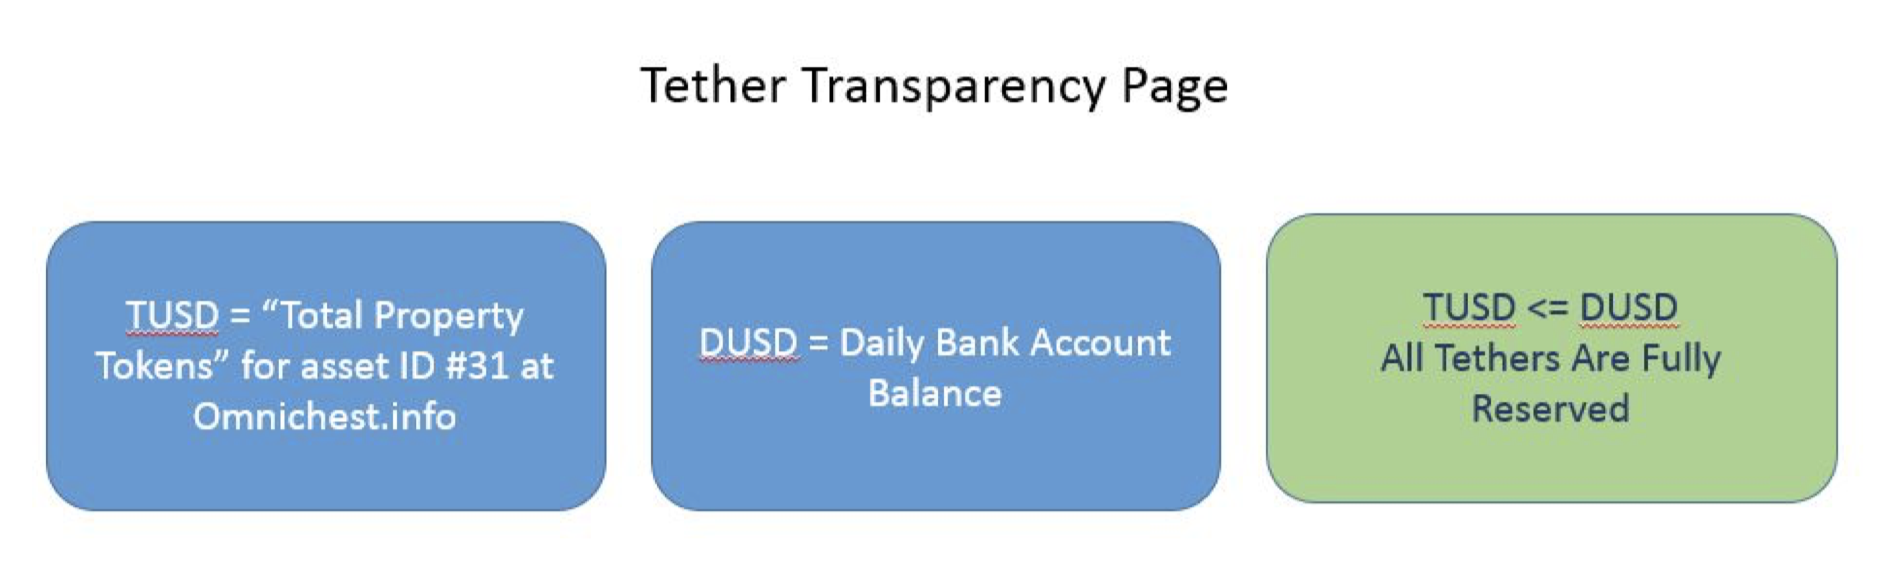 Tether Transparency Page
TUSD = “Total Property
Tokens” for asset ID #31 at
Omnichest.info
DUSD = Daily Bank Account
Balance
TUSD <= DUSD
All Tethers Are Fully
Reserved